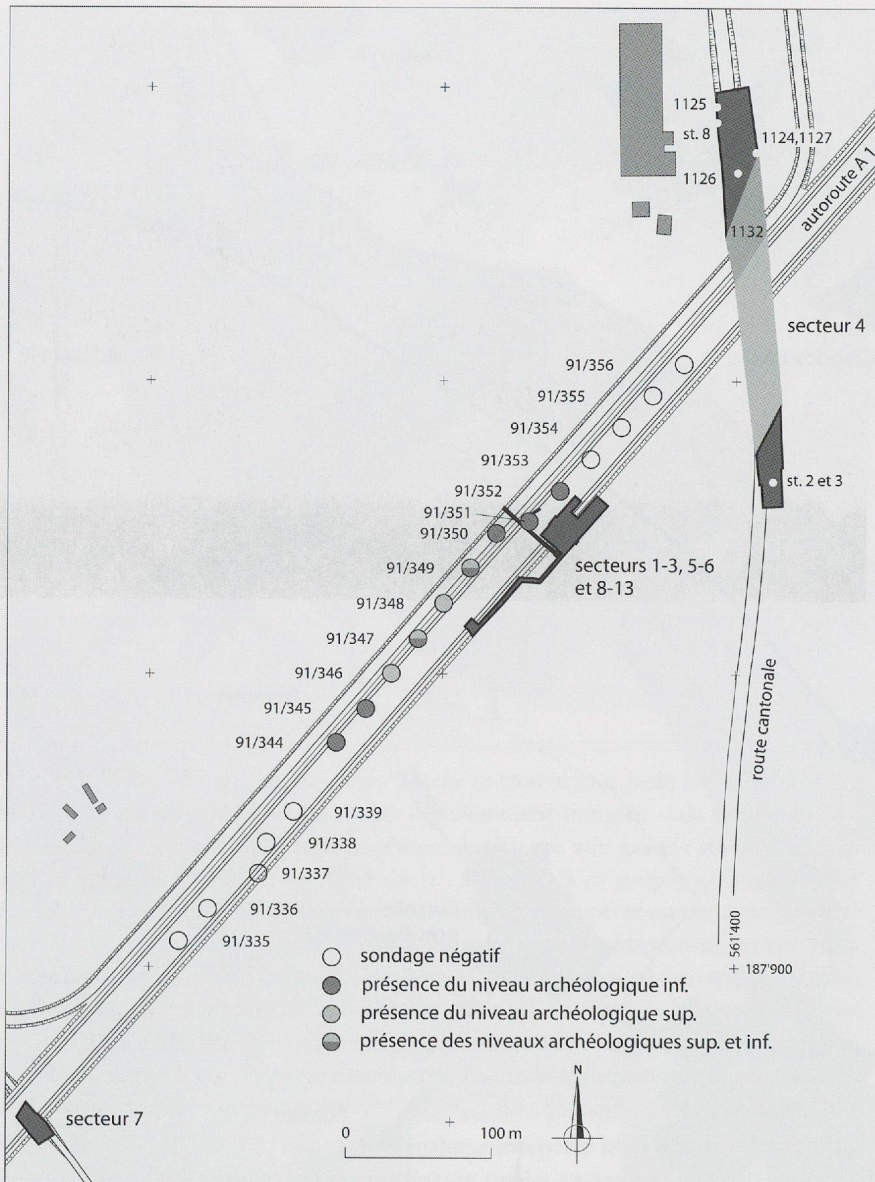 1125
st. 8
1124,1127
1126
1132
autoroute A 1
secteur 4
91/356
91/355
91/354
91/353
91/352
91/351
91/350
st. 2 et 3
secteurs 1-3, 5-6
et 8-13
91/349
91/348
91/347
91/346
91/345
91/344
route cantonale
91/339
91/338
91/337
91/336
91/335
561'400
187'900
sondage négatif
présence du niveau archéologique inf.
présence du niveau archéologique sup.
présence des niveaux archéologiques sup. et inf.
N
secteur 7
0
100 m